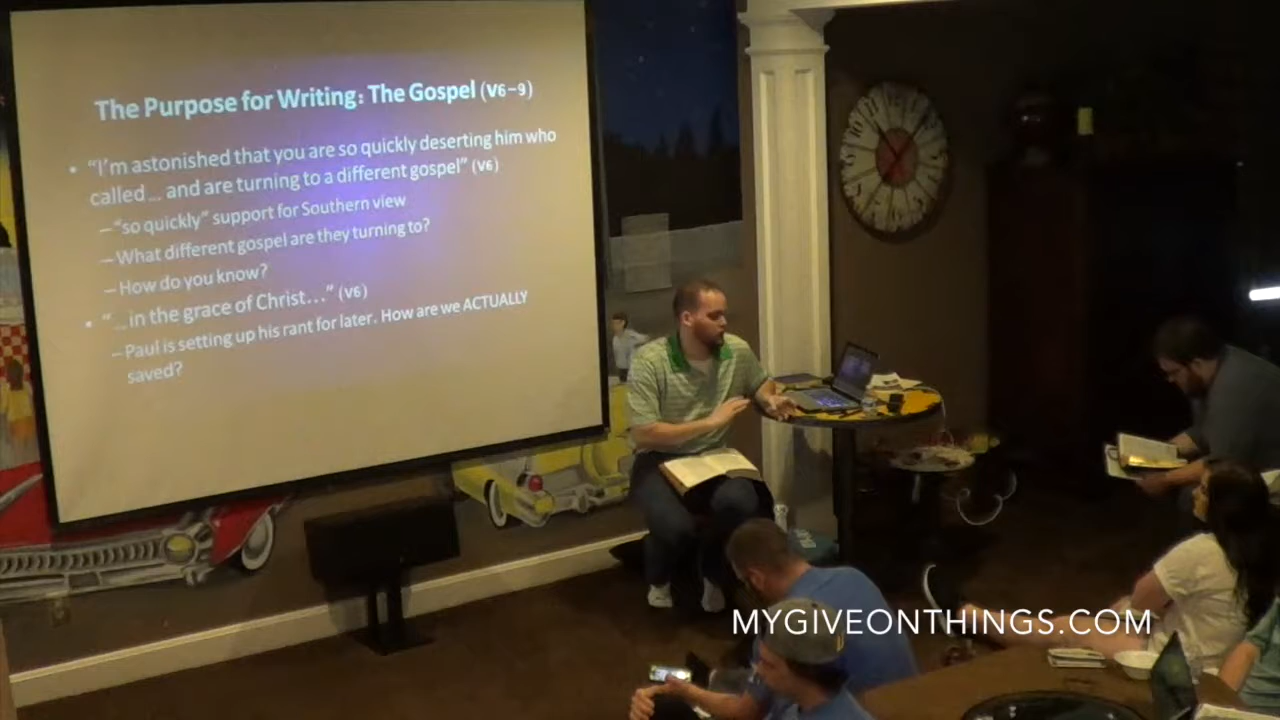 The Purpose for Writing: The Gospel (v6-9)
• “I’m astonished that you are so quickly deserting him who
called... and are turning to a different gospel” (v6)
– “so quickly” support for Southern view
– What different gospel are they turning to?
– How do you know?
• “...in the grace of Christ...” (v6)
– Paul is setting up his rant for later. How are we ACTUALLY
saved?
MYGIVEONTHINGS.COM